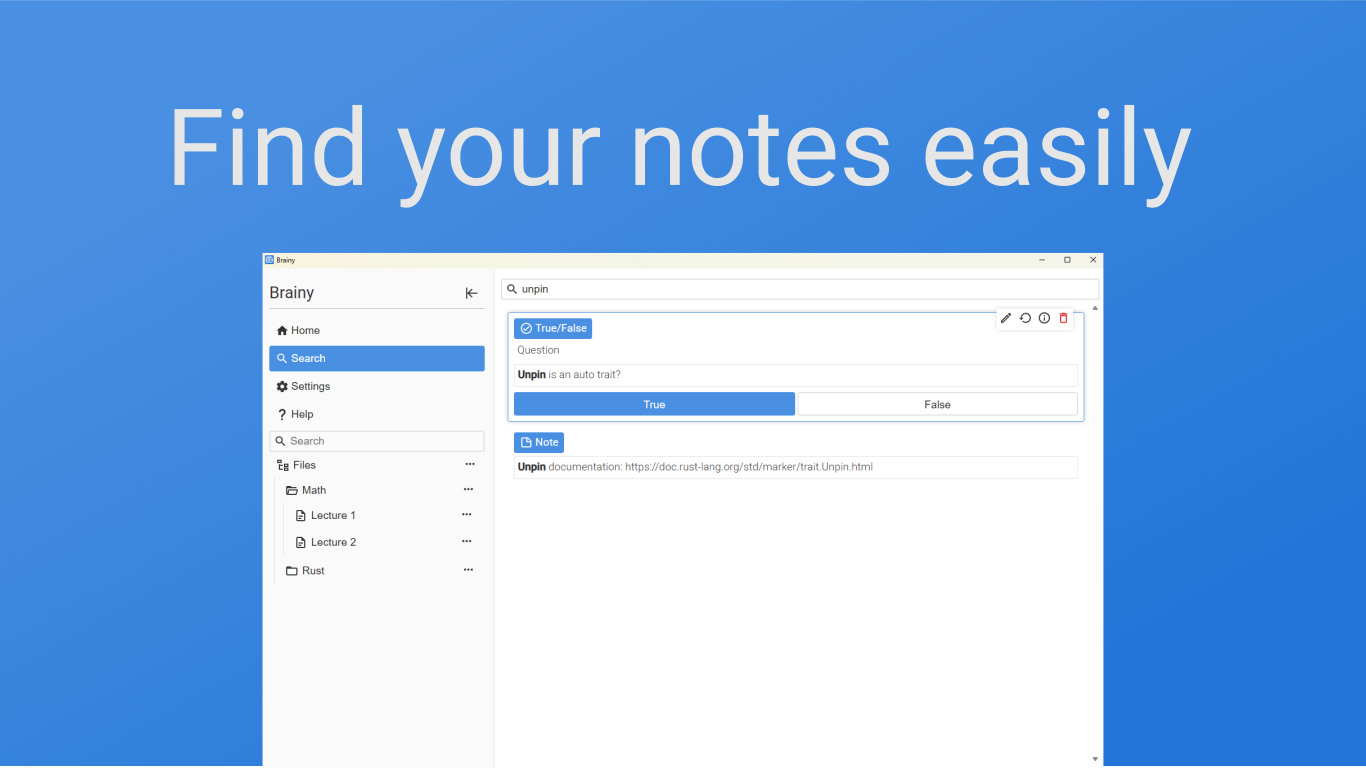 Find your notes easily
Brainy
Brainy
Home
Search
Settings
Help
Search
Files
Math
Lecture 1
Lecture 2
Rust
unpin
True/False
Question
Unpin is an auto trait?
True
False
Note
Unpin documentation: https://doc.rust-lang.org/std/marker/trait.Unpin.html